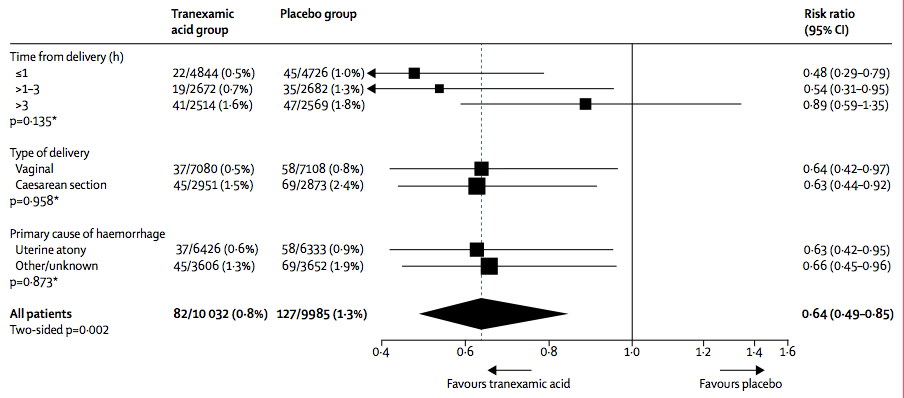 Tranexamic acid group Placebo group Risk ratio (95% CI)
Time from delivery (h)
≤1 22/4844 (0·5%) 45/4726 (1·0%) 0·48 (0·29–0·79)
>1–3 19/2672 (0·7%) 35/2682 (1·3%) 0·54 (0·31–0·95)
>3 41/2514 (1·6%) 47/2569 (1·8%) 0·89 (0·59–1·35)
p=0·135*
Type of delivery
Vaginal 37/7080 (0·5%) 58/7108 (0·8%) 0·64 (0·42–0·97)
Caesarean section 45/2951 (1·5%) 69/2873 (2·4%) 0·63 (0·44–0·92)
p=0·958*
Primary cause of haemorrhage
Uterine atony 37/6426 (0·6%) 58/6333 (0·9%) 0·63 (0·42–0·95)
Other/unknown 45/3606 (1·3%) 69/3652 (1·9%) 0·66 (0·45–0·96)
p=0·873*
All patients 82/10 032 (0·8%) 127/9985 (1·3%) 0·64 (0·49–0·85)
Two-sided p=0·002
0·4 0·6 0·8 1·0 1·2 1·4 1·6
Favours tranexamic acid Favours placebo